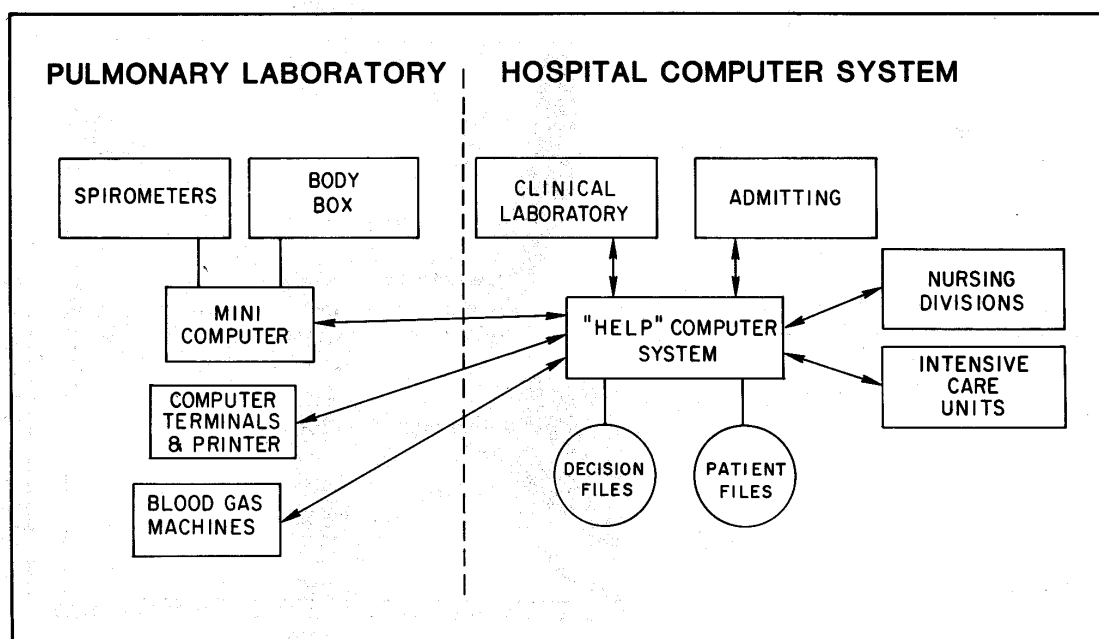 PULMONARY LABORATORY
HOSPITAL COMPUTER SYSTEM
SPIROMETERS
BODY
BOX
MINI
COMPUTER
COMPUTER
TERMINALS
& PRINTER
BLOOD GAS
MACHINES
CLINICAL
LABORATORY
ADMITTING
"HELP" COMPUTER
SYSTEM
NURSING
DIVISIONS
INTENSIVE
CARE
UNITS
DECISION
FILES
PATIENT
FILES